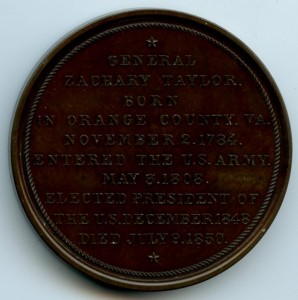 GENERAL
ZACHARY TAYLOR.
BORN
IN ORANGE COUNTY. VA.
NOVEMBER 2. 1784.
ENTERED THE U.S. ARMY.
MAY 3. 1808.
ELECTED PRESIDENT OF
THE U.S. DECEMBER 1848
DIED JULY 9. 1850.